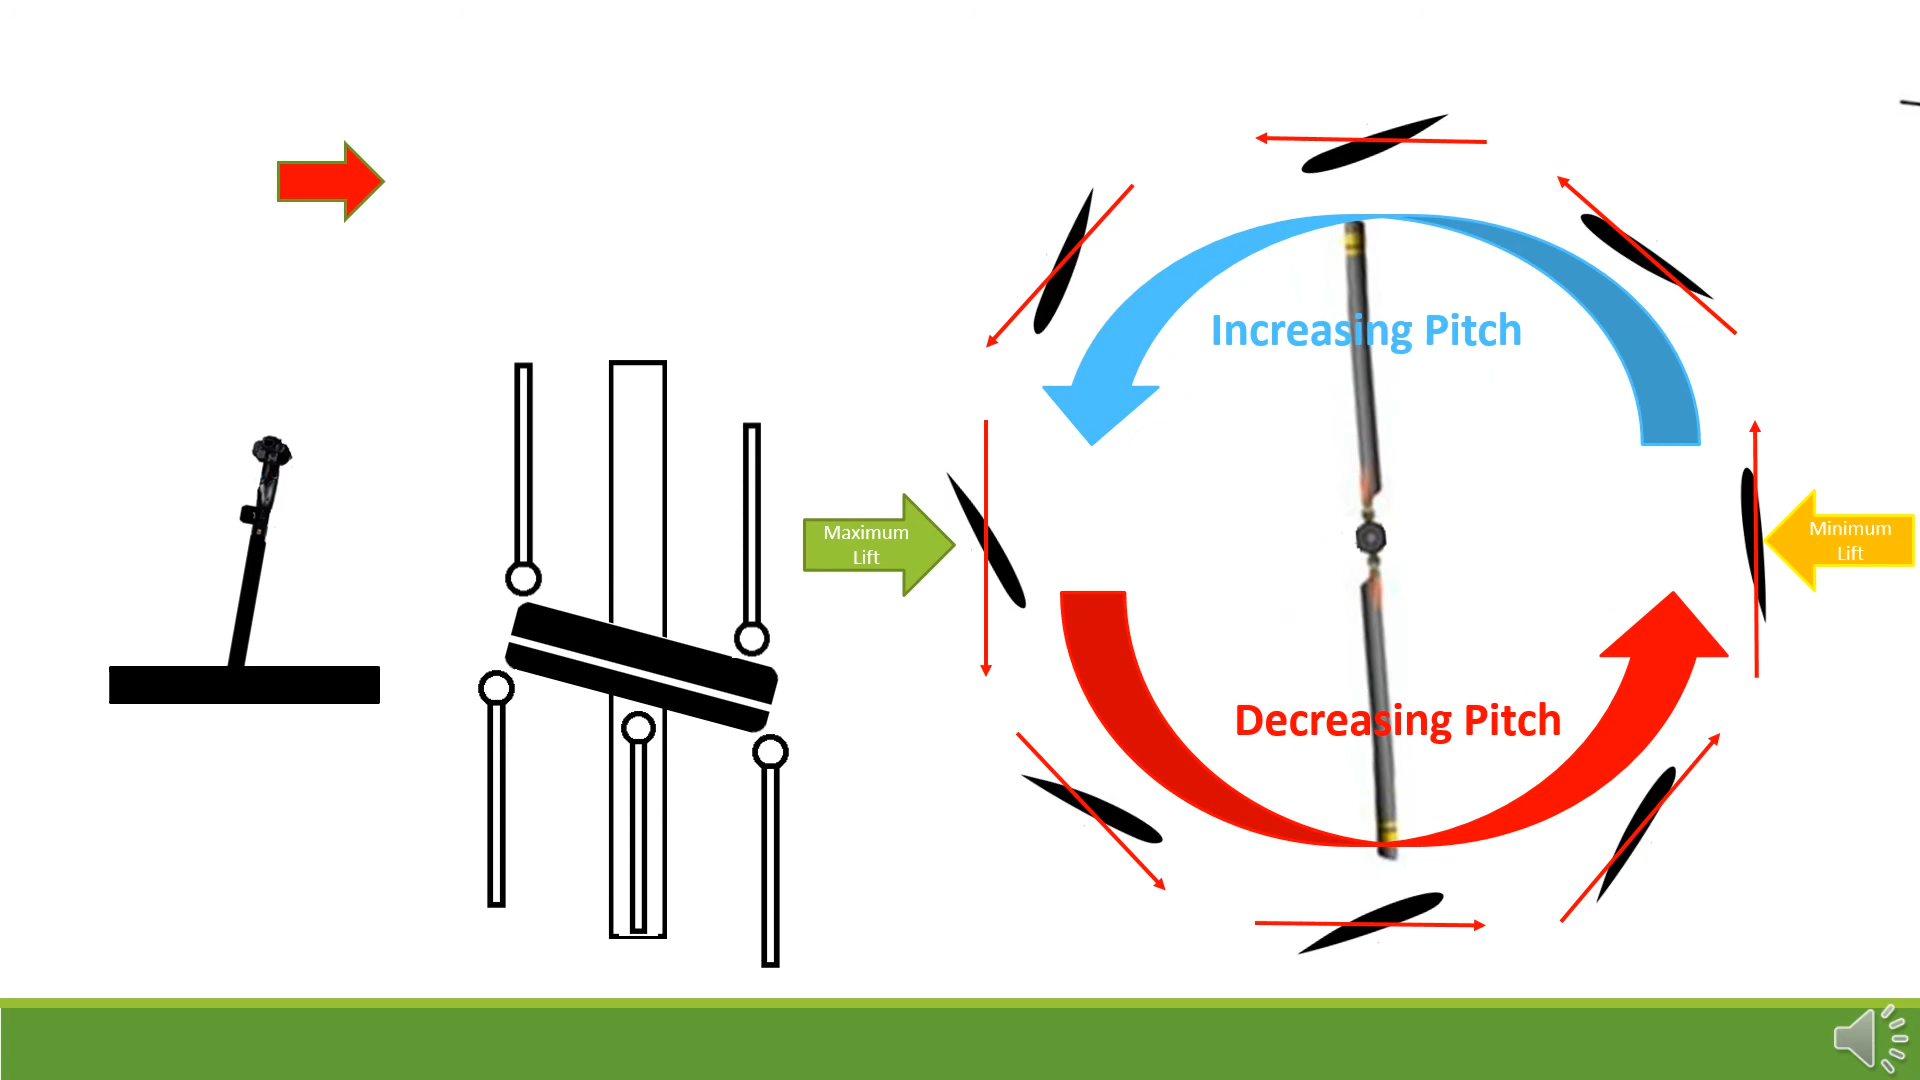 Increasing Pitch
Maximum
Lift
Minimum
Lift
Decreasing Pitch